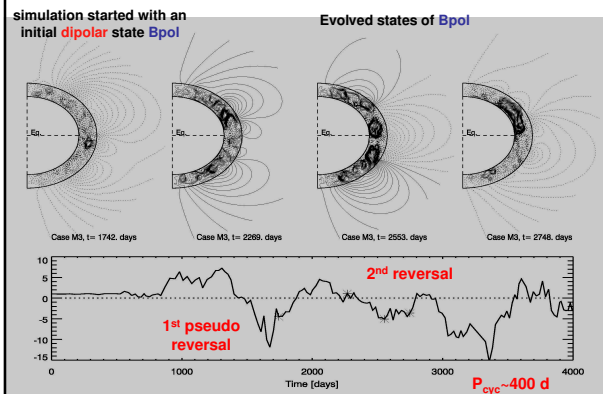 simulation started with an
initial dipolar state Bpol
Evolved states of Bpol
Eq.
Eq.
Eq.
Eq.
Case M3, t= 1742. days
Case M3, t= 2269. days
Case M3, t= 2553. days
Case M3, t= 2748. days
10
5
0
-5
-10
-15
2nd reversal
1st pseudo
reversal
0
1000
2000
3000
4000
Time [days]
Pcyc~400 d